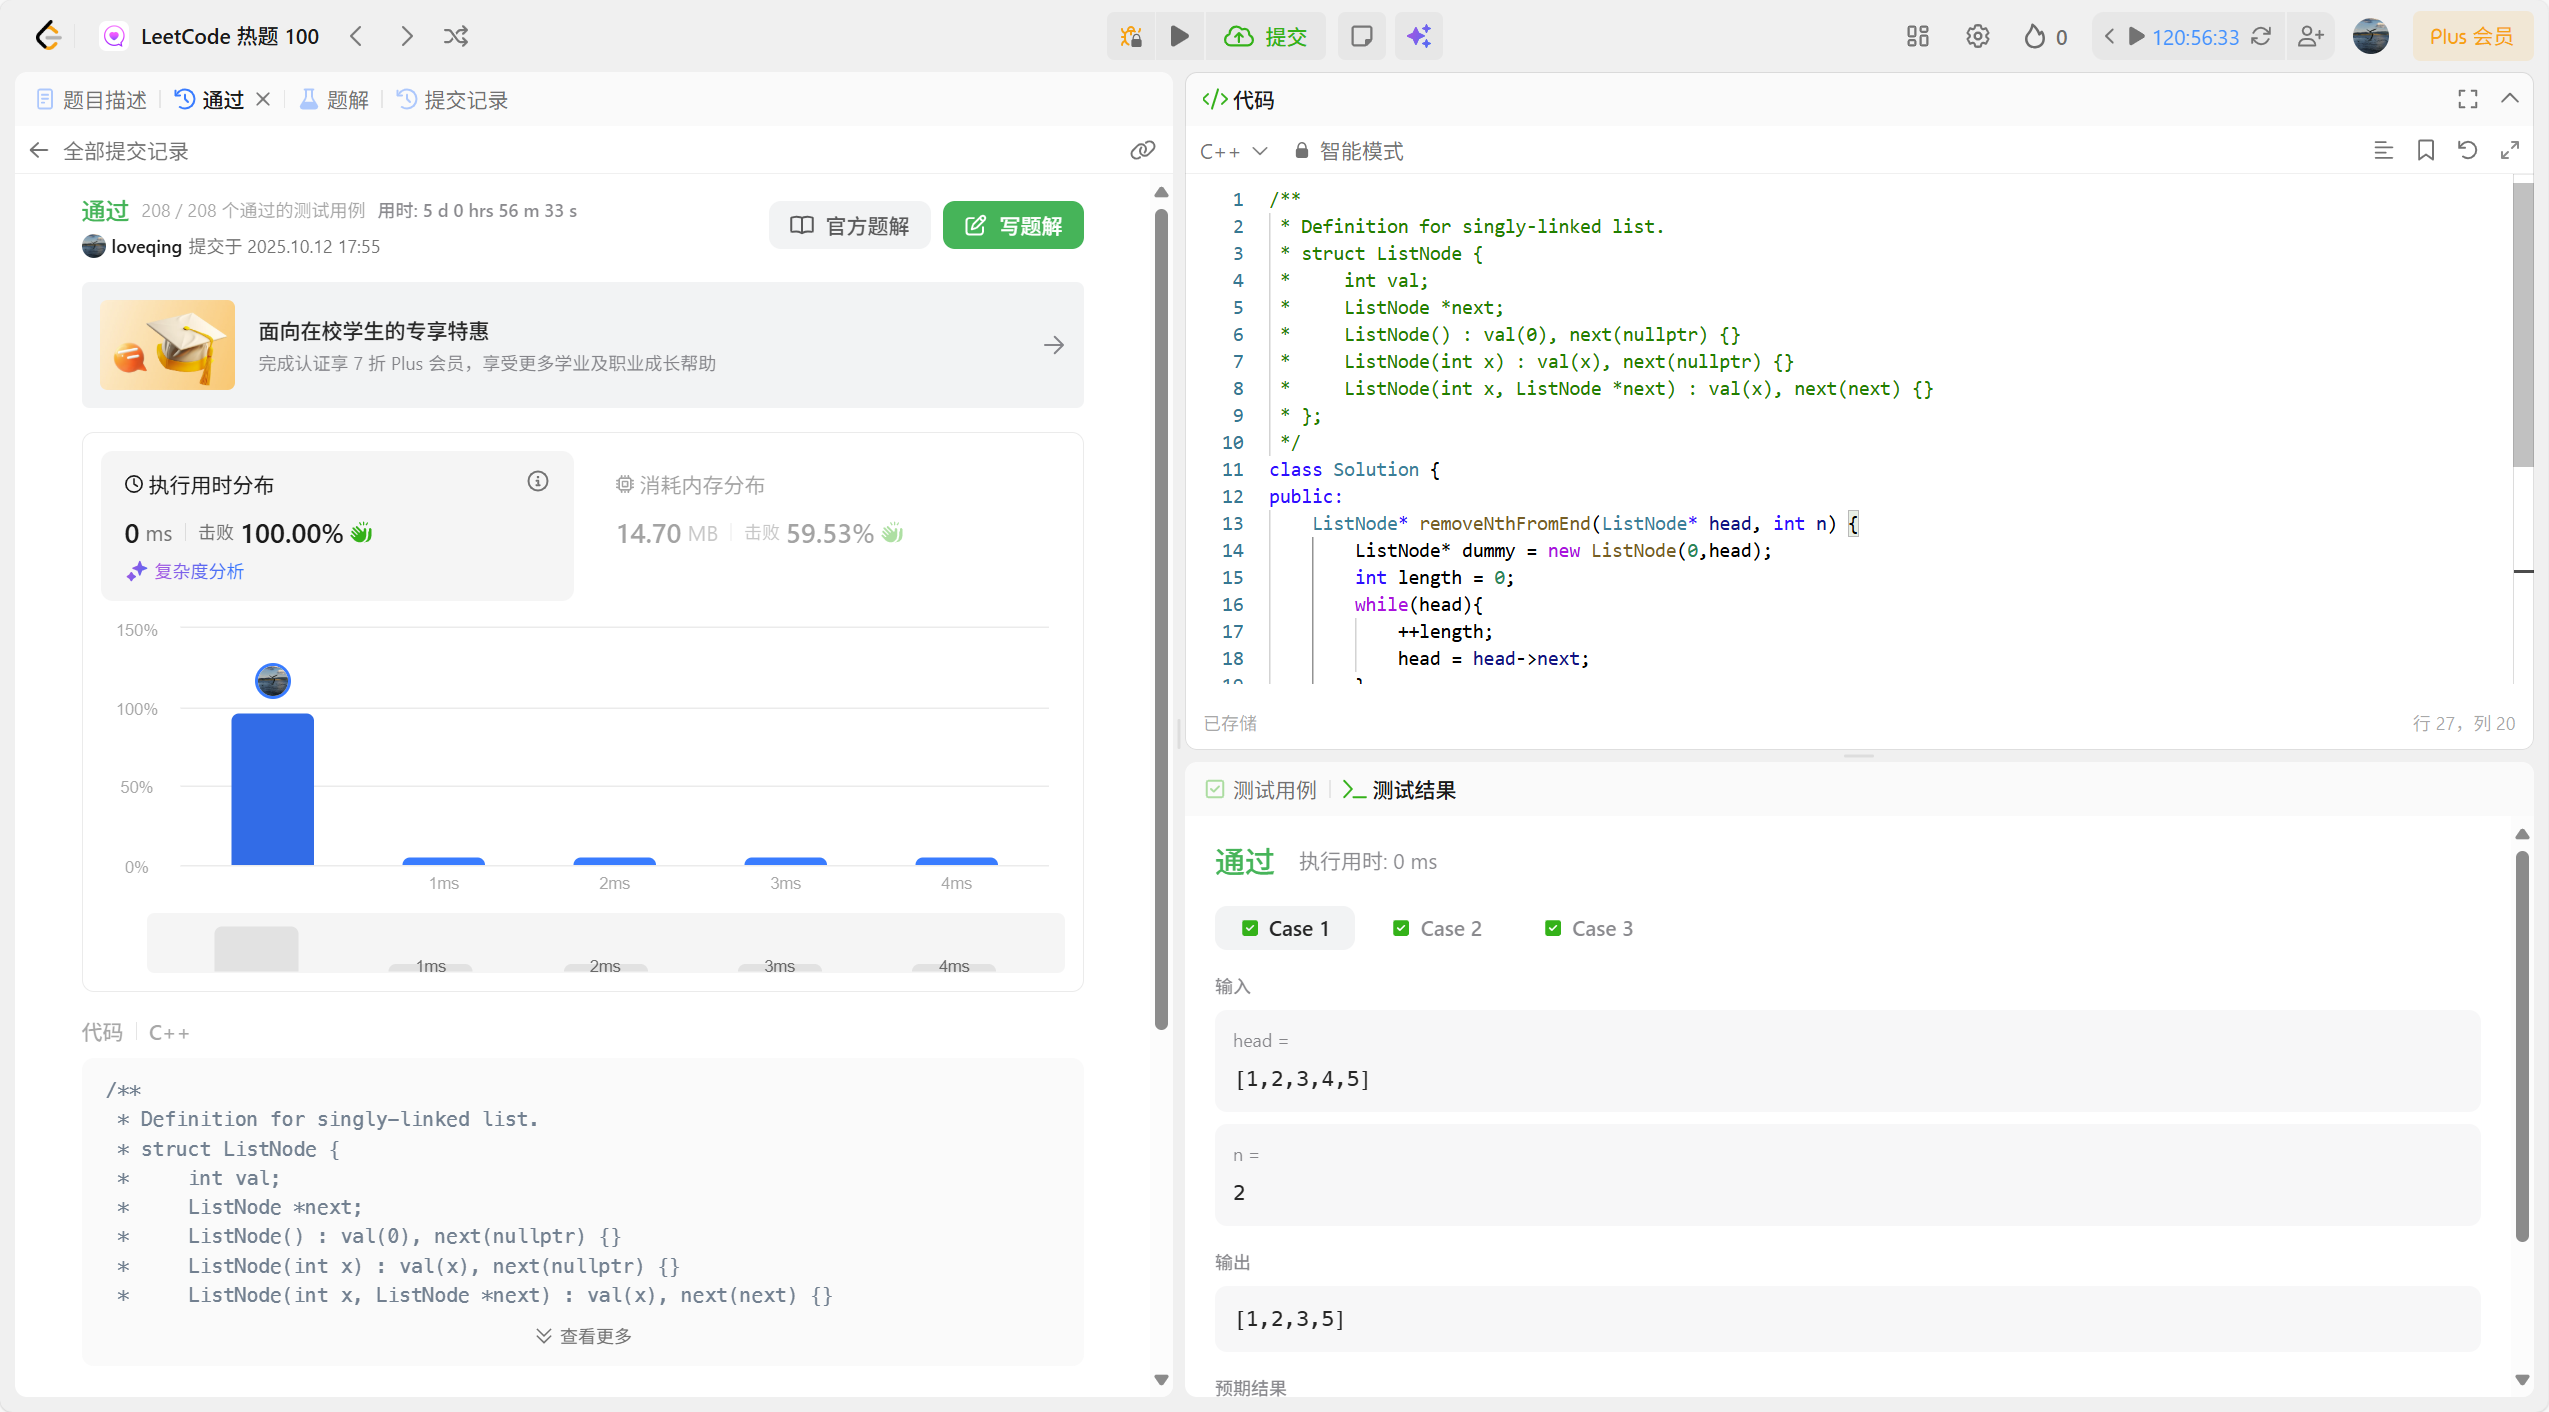 LeetCode 热题 100
提交
0
120:56:33
Plus 会员
题目描述
通过
题解
提交记录
全部提交记录
通过 208 / 208 个通过的测试用例 用时: 5 d 0 hrs 56 m 33 s
loveqing 提交于 2025.10.12 17:55
官方题解
写题解
面向在校学生的专享特惠
完成认证享 7 折 Plus 会员，享受更多学业及职业成长帮助
执行用时分布
0 ms 击败 100.00%
复杂度分析
消耗内存分布
14.70 MB 击败 59.53%
150%
100%
50%
0%
1ms 2ms 3ms 4ms
1ms 2ms 3ms 4ms
代码 C++
/**
 * Definition for singly-linked list.
 * struct ListNode {
 *     int val;
 *     ListNode *next;
 *     ListNode() : val(0), next(nullptr) {}
 *     ListNode(int x) : val(x), next(nullptr) {}
 *     ListNode(int x, ListNode *next) : val(x), next(next) {}
查看更多
</> 代码
C++ 智能模式
1 /**
2  * Definition for singly-linked list.
3  * struct ListNode {
4  *     int val;
5  *     ListNode *next;
6  *     ListNode() : val(0), next(nullptr) {}
7  *     ListNode(int x) : val(x), next(nullptr) {}
8  *     ListNode(int x, ListNode *next) : val(x), next(next) {}
9  * };
10  */
11 class Solution {
12 public:
13     ListNode* removeNthFromEnd(ListNode* head, int n) {
14         ListNode* dummy = new ListNode(0,head);
15         int length = 0;
16         while(head){
17             ++length;
18             head = head->next;
19         }
已存储
行 27，列 20
测试用例
测试结果
通过 执行用时: 0 ms
Case 1 Case 2 Case 3
输入
head =
[1,2,3,4,5]
n =
2
输出
[1,2,3,5]
预期结果